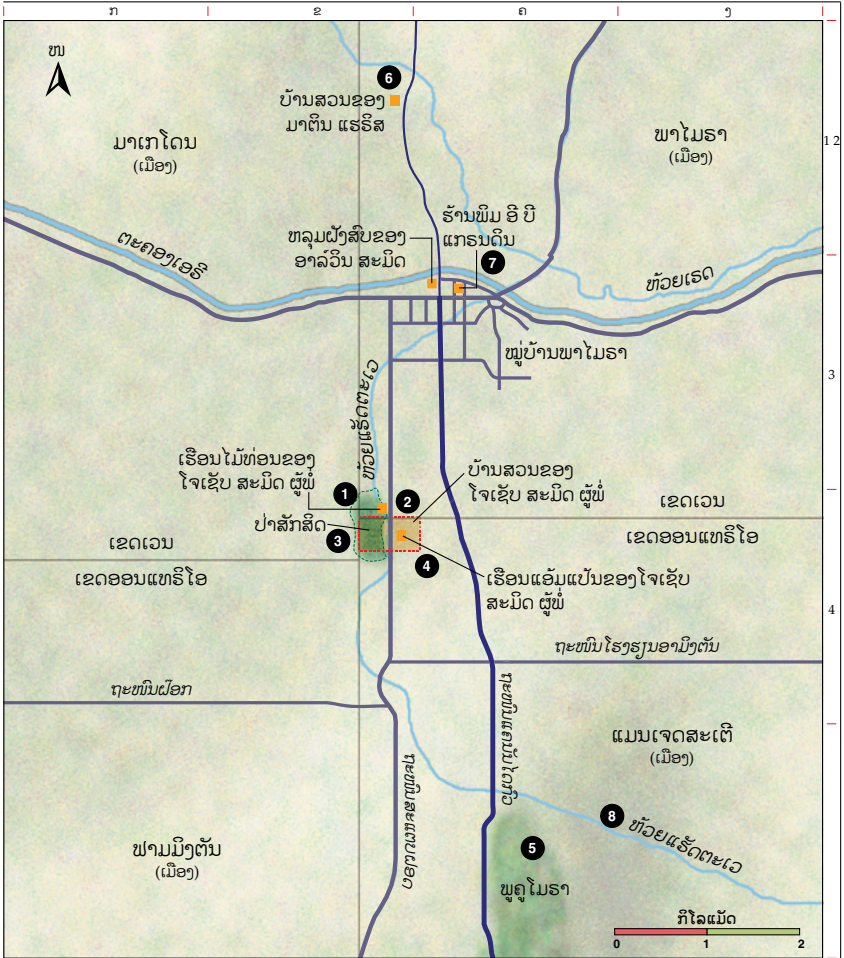 ກ ຂ ຄ ງ
ໜ
6
ບ້ານສວນຂອງ
ມາຕິນ ແຮຣິສ
ມາເກໂດນ
(ເມືອງ)
ພາໄມຣາ
(ເມືອງ)
1 2
ຕະຄອງເອຣີ
ຫລຸມຝັງສົບຂອງ
ອາລ໌ວິນ ສະມິດ
ຮ້ານພິມ ອີ ບີ
ແກຣນດິນ
7
ຫ້ວຍເຣດ
ໝູ່ບ້ານພາໄມຣາ
3
ຫ້ວຍແຮັດຕະເວ
ເຮືອນໄມ້ທ່ອນຂອງ
ໂຈເຊັບ ສະມິດ ຜູ້ພໍ່
1
2
ບ້ານສວນຂອງ
ໂຈເຊັບ ສະມິດ ຜູ້ພໍ່
ປ່າສັກສິດ
3
4
ເຂດເວນ
ເຂດອອນແທຣິໂອ
ເຂດເວນ
ເຂດອອນແທຣິໂອ
ເຮືອນແອ້ມແປ້ນຂອງໂຈເຊັບ
ສະມິດ ຜູ້ພໍ່
4
ຖະໜົນໂຮງຮຽນອາມິງຕັນ
ຖະໜົນຝ໊ອກ
ແມນເຈດສະເຕີ
(ເມືອງ)
8
ຫ້ວຍແຮັດຕະເວ
ຟາມມິງຕັນ
(ເມືອງ)
5
ພູຄູໂມຣາ
ກິໂລແມັດ
0 1 2